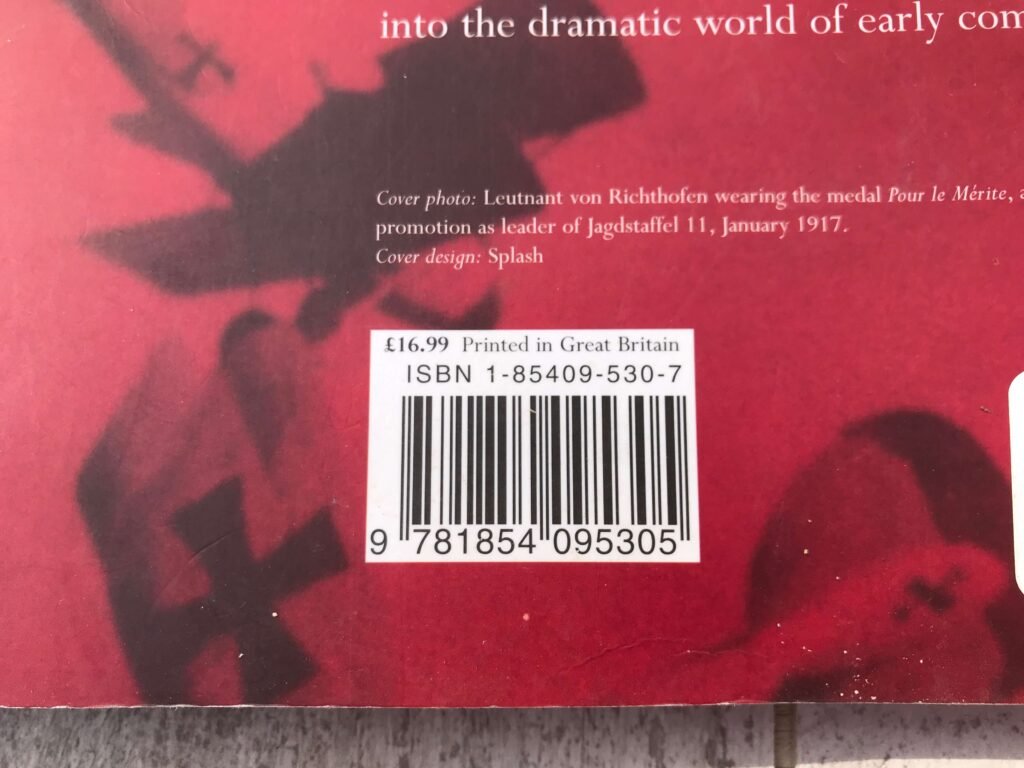 into the dramatic world of early com
Cover photo: Leutnant von Richthofen wearing the medal Pour le Mérite, a
promotion as leader of Jagdstaffel 11, January 1917.
Cover design: Splash
£16.99 Printed in Great Britain
ISBN 1-85409-530-7
9 781854 095305